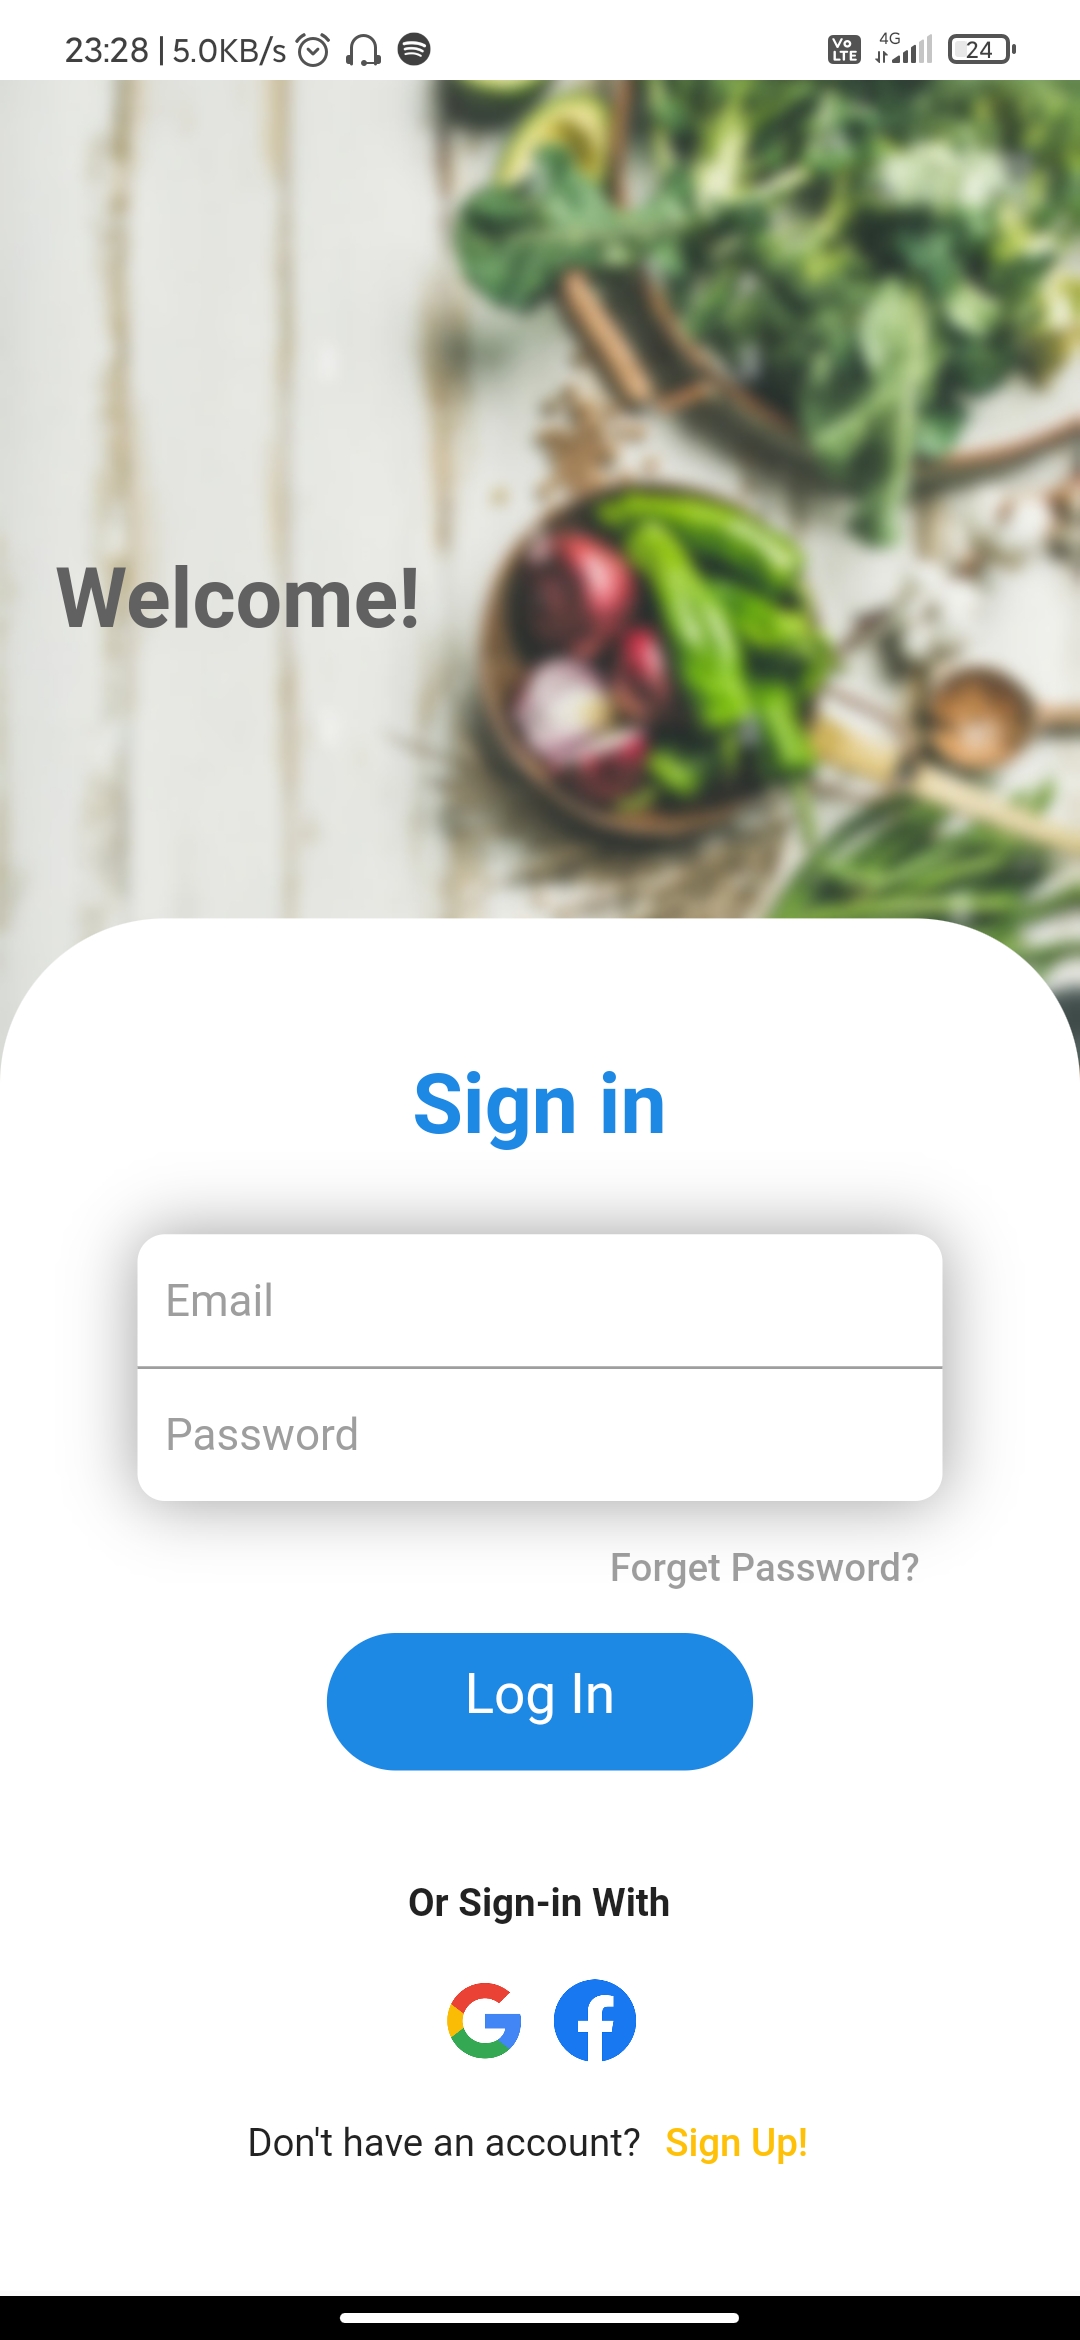 23:28 | 5.0KB/s
Vo LTE 4G 24
Welcome!
Sign in
Email
Password
Forget Password?
Log In
Or Sign-in With
Don't have an account? Sign Up!